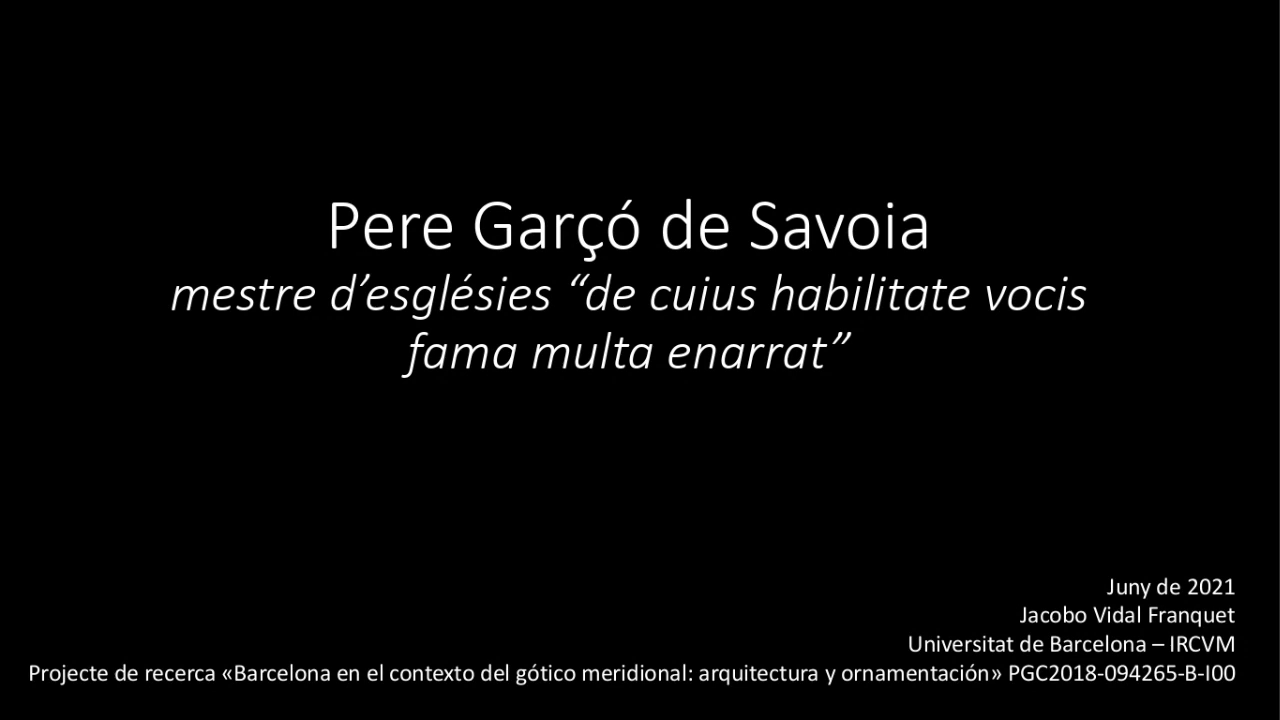 Pere Garçó de Savoia
mestre d’esglésies “de cuius habilitate vocis
fama multa enarrat”
Juny de 2021
Jacobo Vidal Franquet
Universitat de Barcelona – IRCVM
Projecte de recerca «Barcelona en el contexto del gótico meridional: arquitectura y ornamentación» PGC2018-094265-B-I00